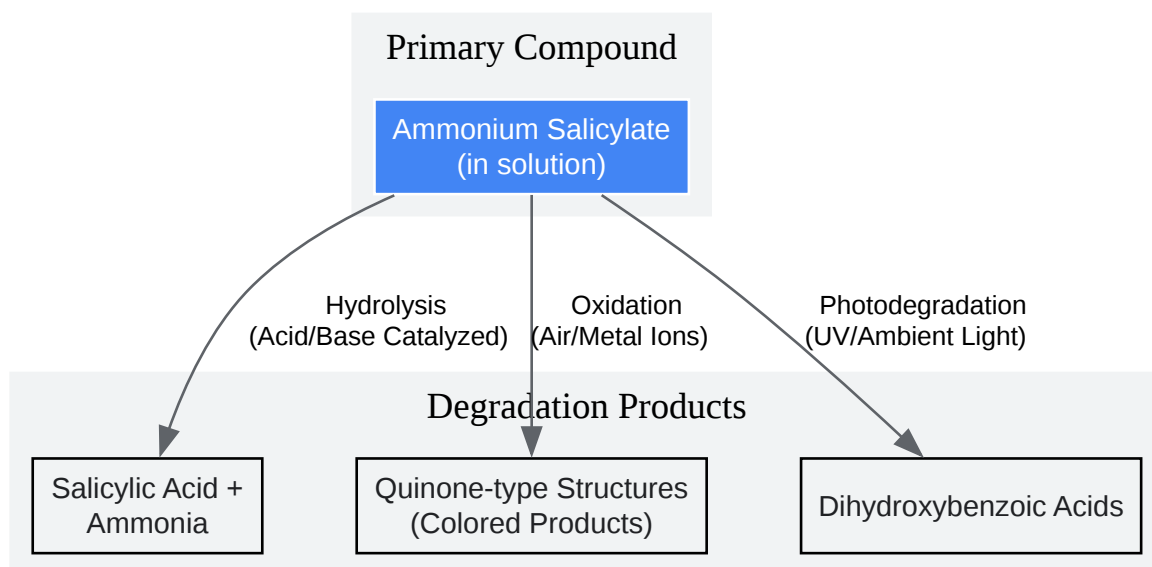 Primary Compound
Ammonium Salicylate
(in solution)
Hydrolysis
(Acid/Base Catalyzed)
Oxidation
(Air/Metal Ions)
Photodegradation
(UV/Ambient Light)
Degradation Products
Salicylic Acid +
Ammonia
Quinone-type Structures
(Colored Products)
Dihydroxybenzoic Acids